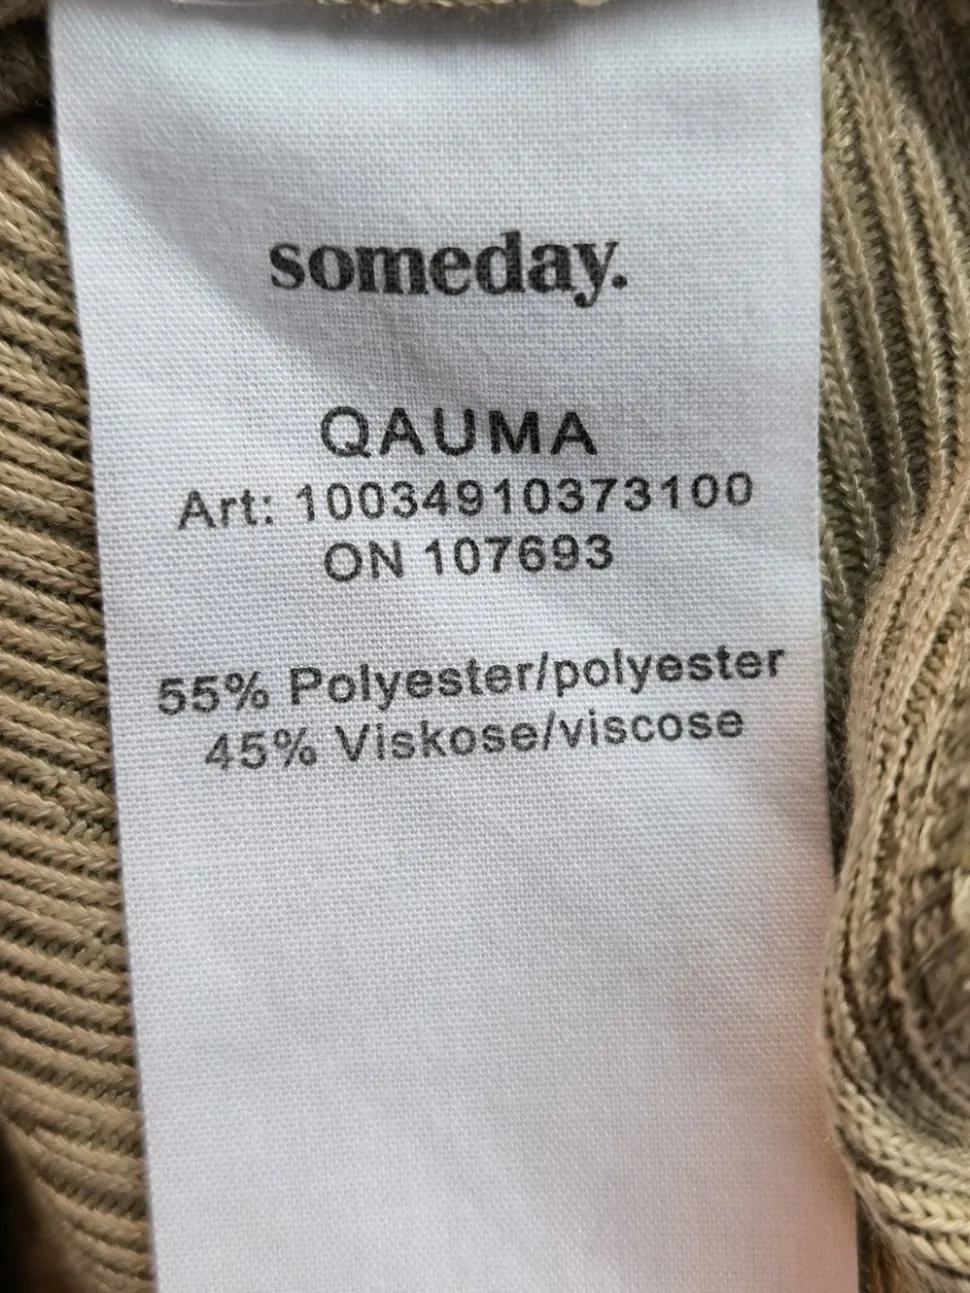 someday.
QAUMA
Art: 10034910373100
ON 107693
55% Polyester/polyester
45% Viskose/viscose